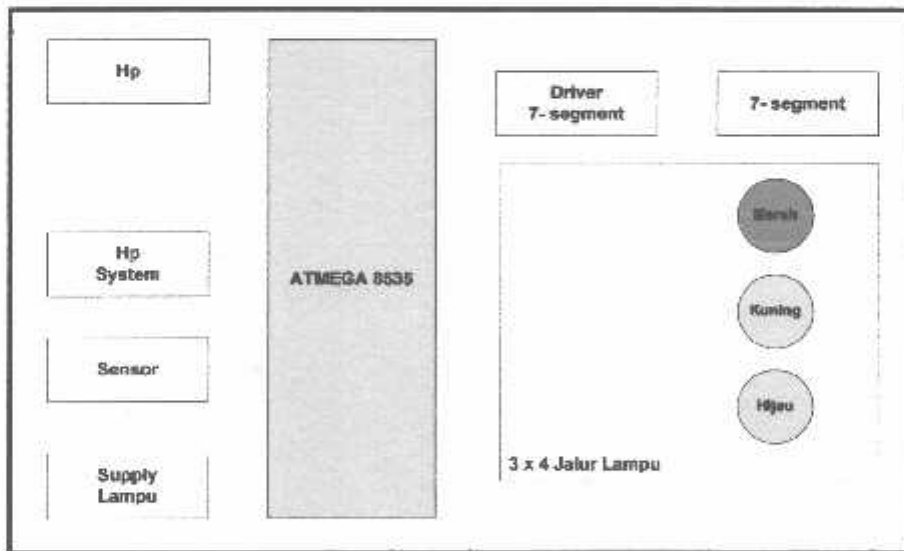 Hp
Hp
System
Sensor
Supply
Lampu
ATMEGA 8535
Driver
7- segment
7- segment
Merah
Kuning
Hijau
3 x 4 Jalur Lampu